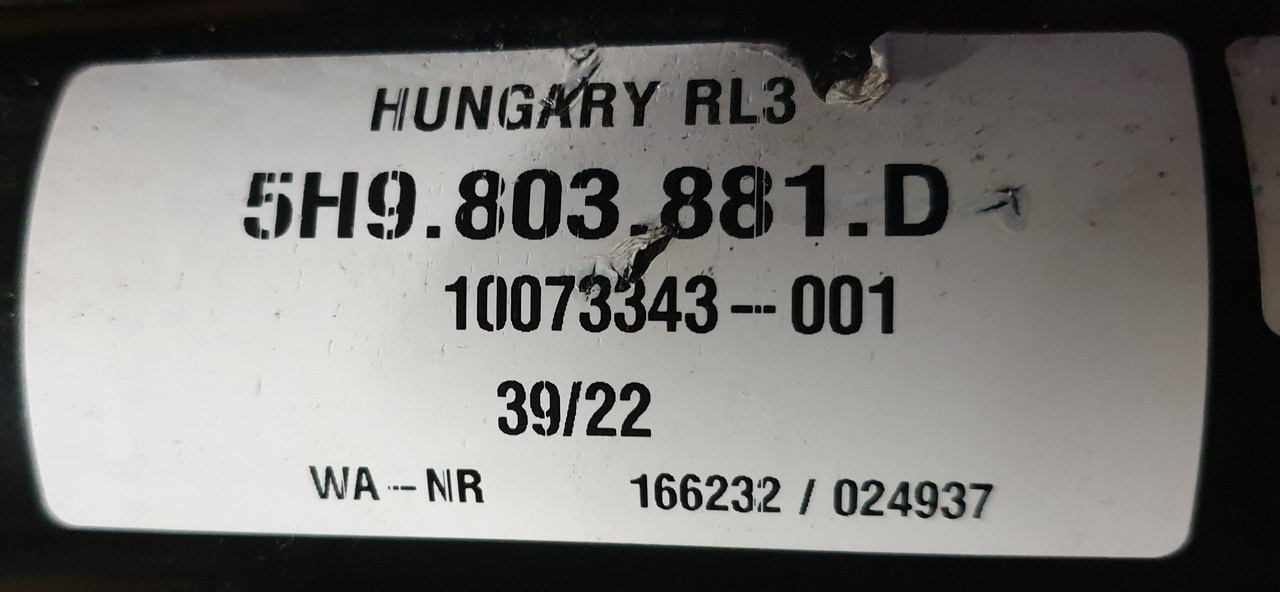 HUNGARY RL3
5H9.803.881.D
10073343-001
39/22
WA-NR 166232 / 024937